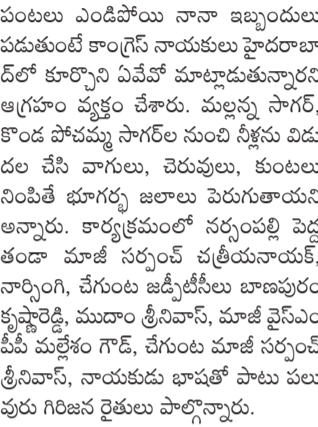 పంటలు ఎండిపోయి నానా ఇబ్బందులు
పడుతుంటే కాంగ్రెస్ నాయకులు హైదరాబా
ద్‌లో కూర్చొని ఏవేవో మాట్లాడుతున్నారని
ఆగ్రహం వ్యక్తం చేశారు. మల్లన్న సాగర్,
కొండ పోచమ్మ సాగర్‌ల నుంచి నీళ్లను విడు
దల చేసి వాగులు, చెరువులు, కుంటలు
నింపితే భూగర్భ జలాలు పెరుగుతాయని
అన్నారు. కార్యక్రమంలో నర్సంపల్లి పెద్ద
తండా మాజీ సర్పంచ్ చత్రీయనాయక్,
నార్సింగి, చేగుంట జడ్పీటీసీలు బాణపురం
కృష్ణారెడ్డి, ముదాం శ్రీనివాస్, మాజీ వైస్ఎం
పీపీ మల్లేశం గౌడ్, చేగుంట మాజీ సర్పంచ్
శ్రీనివాస్, నాయకుడు భాషతో పాటు పలు
వురు గిరిజన రైతులు పాల్గొన్నారు.